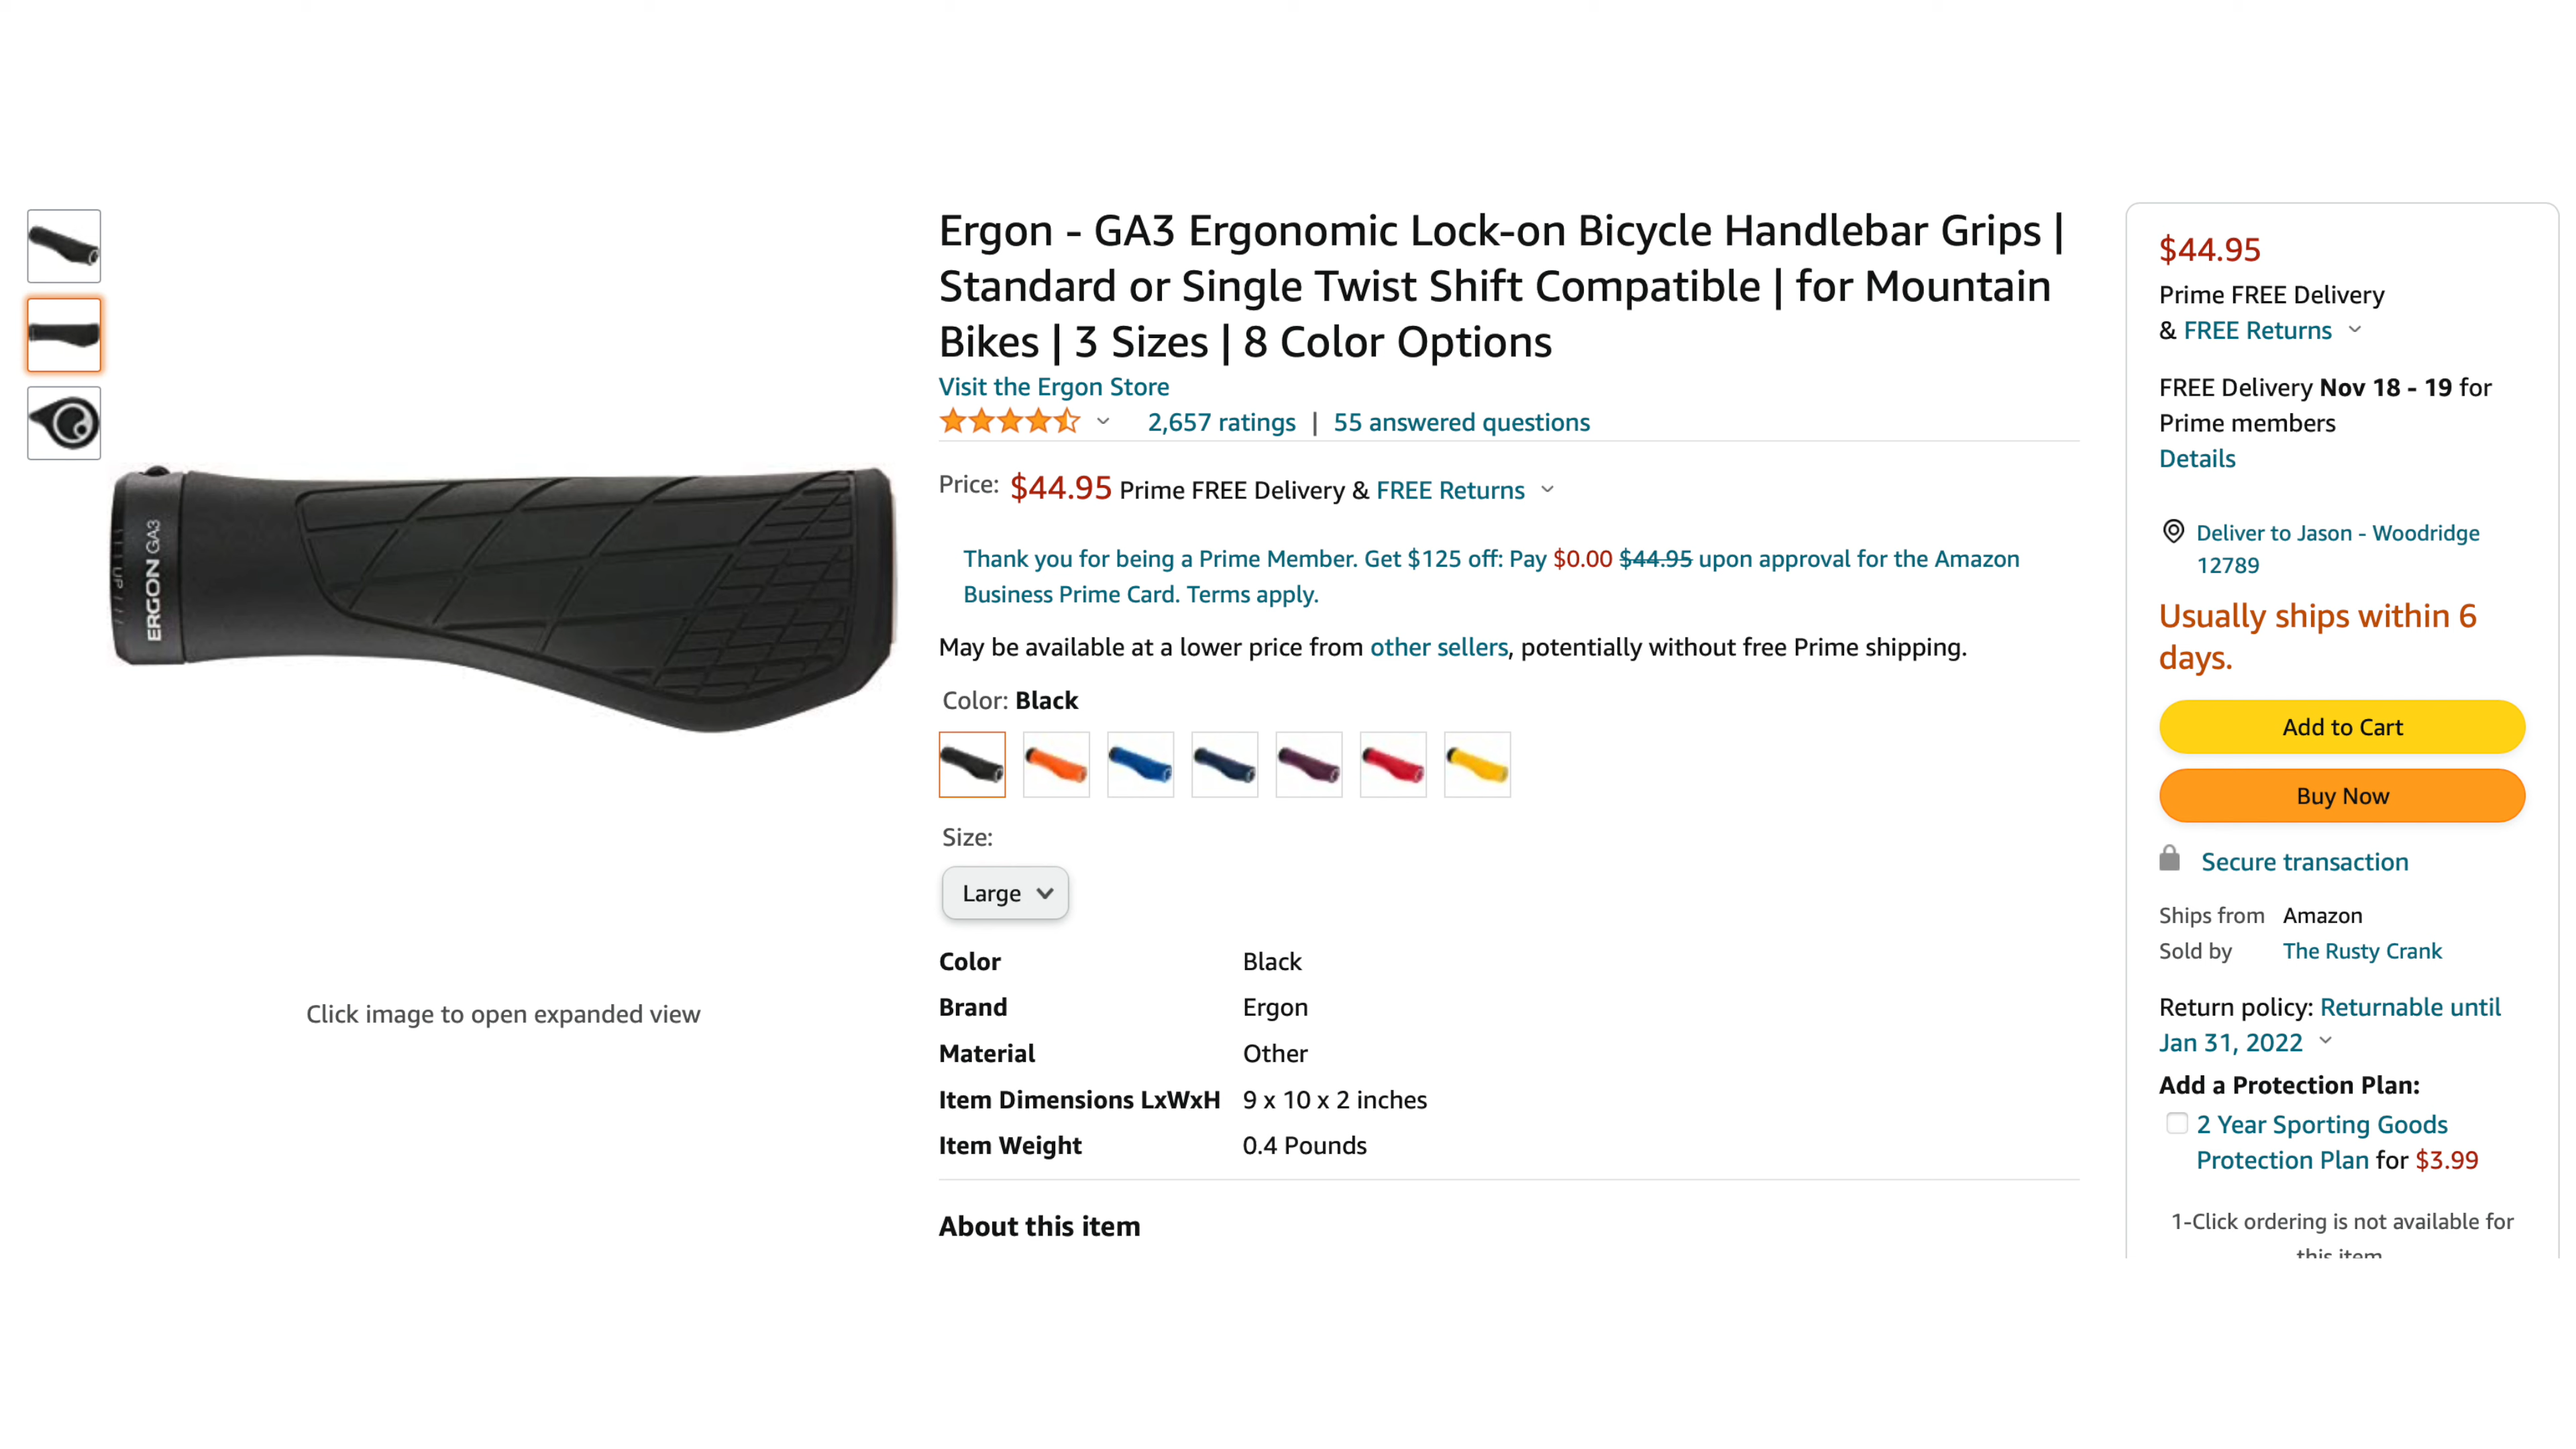 Ergon - GA3 Ergonomic Lock-on Bicycle Handlebar Grips |
Standard or Single Twist Shift Compatible | for Mountain
Bikes | 3 Sizes | 8 Color Options
Visit the Ergon Store
2,657 ratings | 55 answered questions
Price: $44.95 Prime FREE Delivery & FREE Returns
Thank you for being a Prime Member. Get $125 off: Pay $0.00 $44.95 upon approval for the Amazon
Business Prime Card. Terms apply.
May be available at a lower price from other sellers, potentially without free Prime shipping.
Color: Black
Size:
Large
Color Black
Brand Ergon
Material Other
Item Dimensions LxWxH 9 x 10 x 2 inches
Item Weight 0.4 Pounds
About this item
UP
ERGON GA3
Click image to open expanded view
$44.95
Prime FREE Delivery
& FREE Returns
FREE Delivery Nov 18 - 19 for
Prime members
Details
Deliver to Jason - Woodridge
12789
Usually ships within 6
days.
Add to Cart
Buy Now
Secure transaction
Ships from Amazon
Sold by The Rusty Crank
Return policy: Returnable until
Jan 31, 2022
Add a Protection Plan:
2 Year Sporting Goods
Protection Plan for $3.99
1-Click ordering is not available for
this item